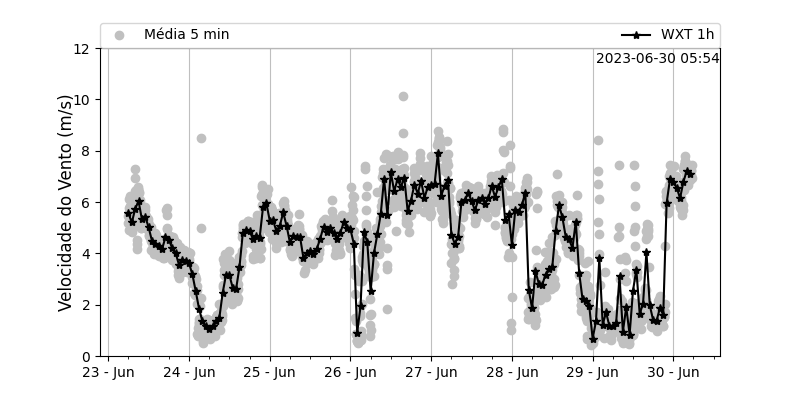 Média 5 min
WXT 1h
2023-06-30 05:54
Velocidade do Vento (m/s)
12
10
8
6
4
2
0
23 - Jun
24 - Jun
25 - Jun
26 - Jun
27 - Jun
28 - Jun
29 - Jun
30 - Jun